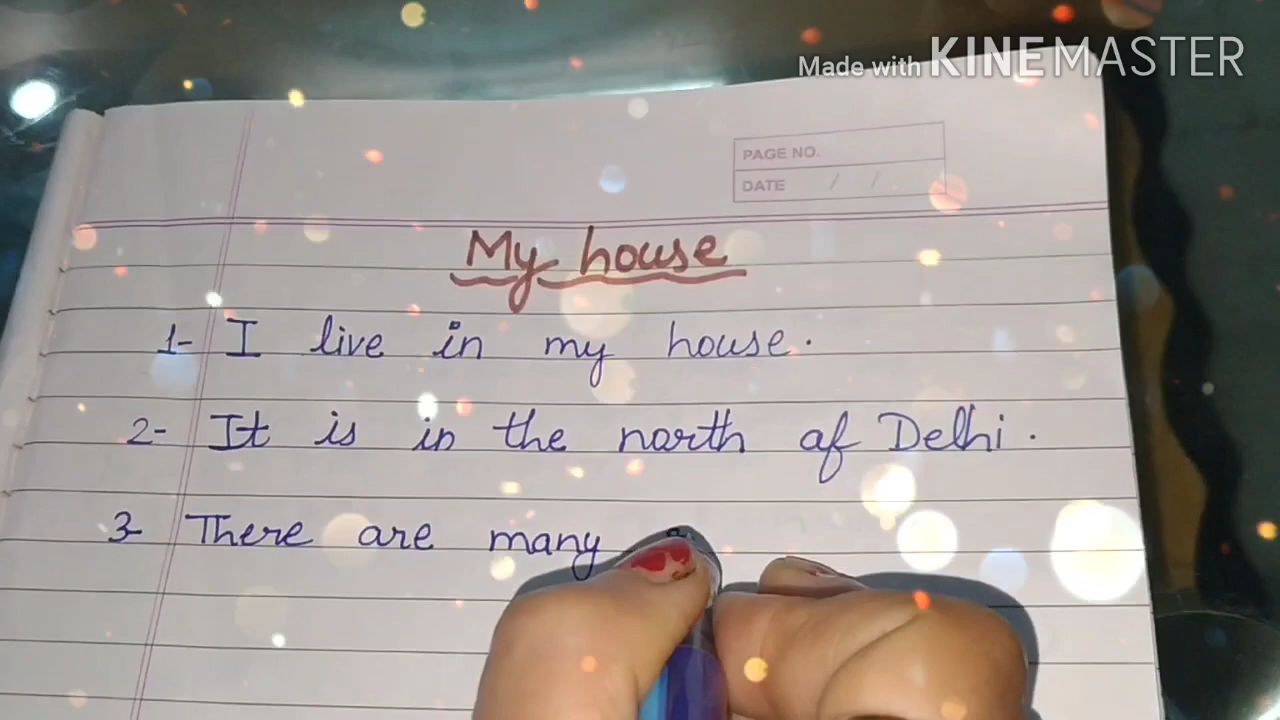 Made with KINEMASTER
PAGE NO.
DATE / /
My house
1- I live in my house.
2- It is in the north of Delhi.
3- There are many